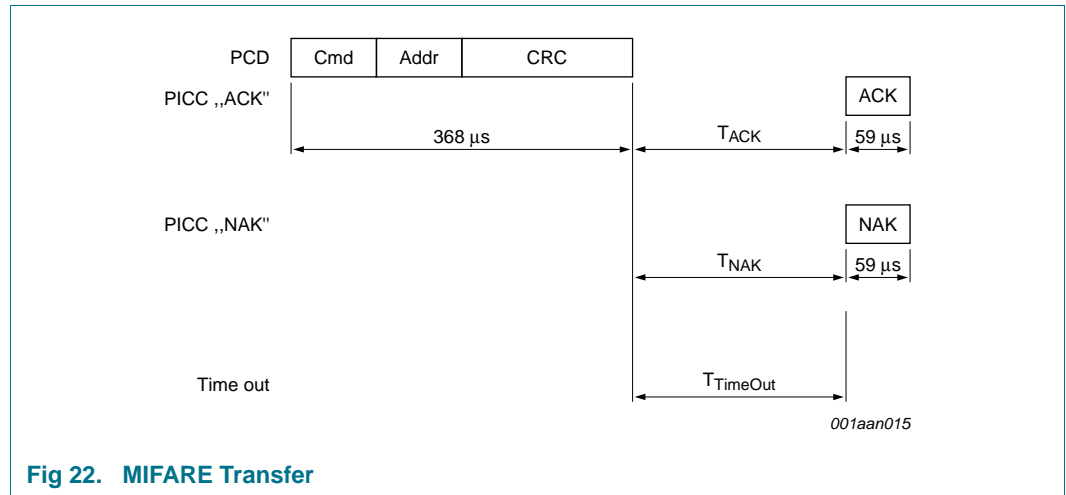 PCD Cmd Addr CRC
PICC ,,ACK" ACK
368 µs TACK 59 µs
PICC ,,NAK" NAK
TNAK 59 µs
Time out TTimeOut
001aan015
Fig 22. MIFARE Transfer